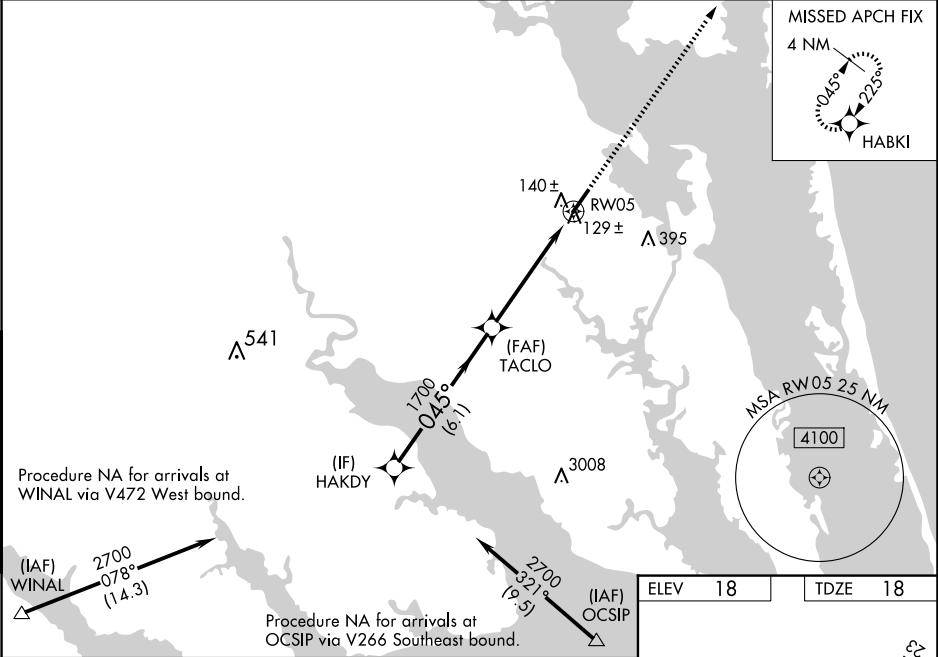 MISSED APCH FIX
4 NM
045°
225°
HABKI
140±
RW05
129±
395
541
(FAF)
TACLO
1700
045°
(6.1)
MSA RW05 25 NM
4100
(IF)
HAKDY
3008
Procedure NA for arrivals at
WINAL via V472 West bound.
(IAF)
WINAL
2700
078°
(14.3)
2700
321°
(9.5)
(IAF)
OCSIP
Procedure NA for arrivals at
OCSIP via V266 Southeast bound.
ELEV 18
TDZE 18
23